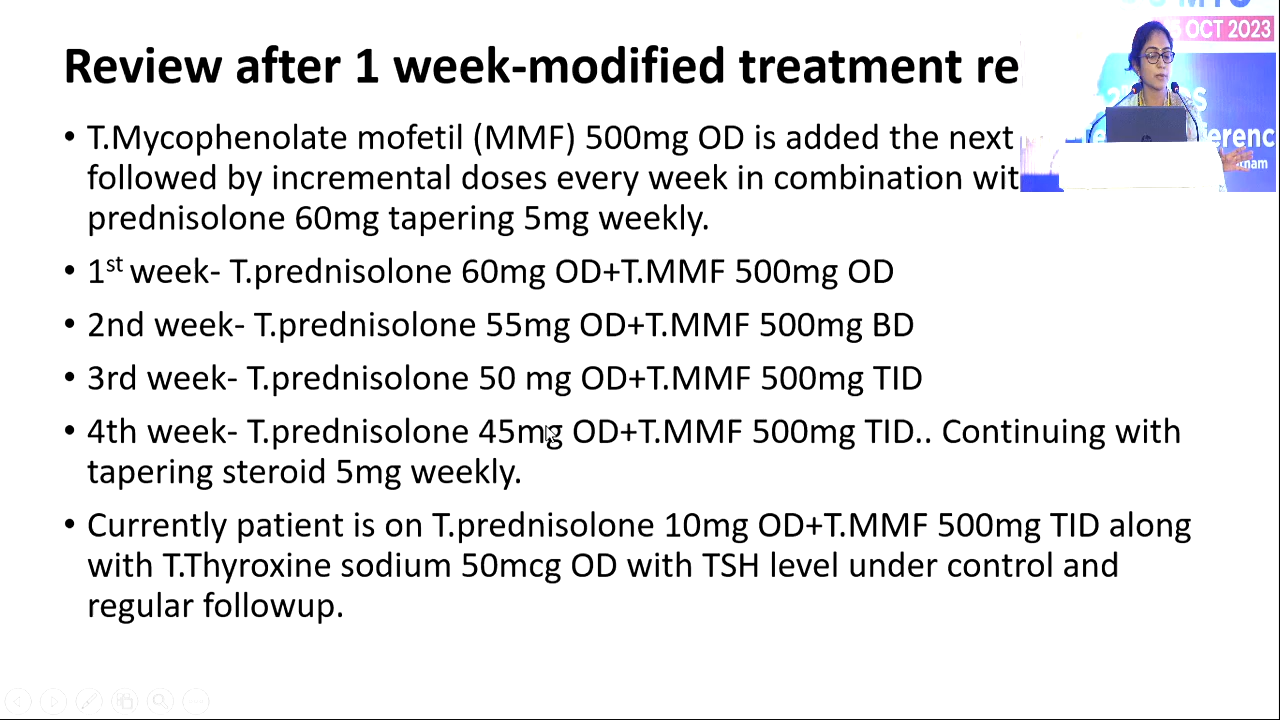 Review after 1 week-modified treatment re
• T.Mycophenolate mofetil (MMF) 500mg OD is added the next
followed by incremental doses every week in combination wit
prednisolone 60mg tapering 5mg weekly.
• 1st week- T.prednisolone 60mg OD+T.MMF 500mg OD
• 2nd week- T.prednisolone 55mg OD+T.MMF 500mg BD
• 3rd week- T.prednisolone 50 mg OD+T.MMF 500mg TID
• 4th week- T.prednisolone 45mg OD+T.MMF 500mg TID.. Continuing with
tapering steroid 5mg weekly.
• Currently patient is on T.prednisolone 10mg OD+T.MMF 500mg TID along
with T.Thyroxine sodium 50mcg OD with TSH level under control and
regular followup.
OCT 2023